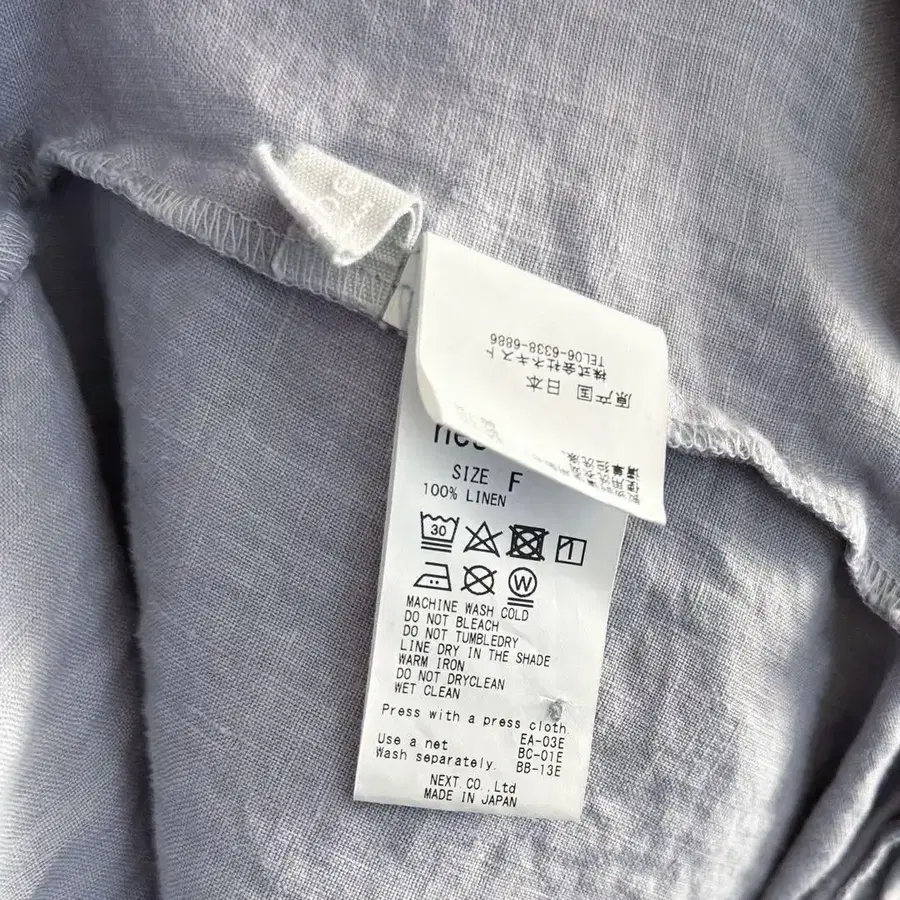 原产国 日本
株式会社ネキスト
TEL06-6338-6886
SIZE F
100% LINEN
30
W
MACHINE WASH COLD
DO NOT BLEACH
DO NOT TUMBLEDRY
LINE DRY IN THE SHADE
WARM IRON
DO NOT DRYCLEAN
WET CLEAN
Press with a press cloth.
EA-03E
Use a net BC-01E
Wash separately. BB-13E
NEXT.CO.,Ltd
MADE IN JAPAN